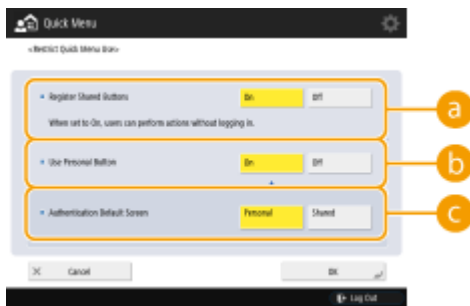 Quick Menu
<Restrict Quick Menu Use>
Register Shared Buttons
On
Off
When set to On, users can perform actions without logging in.
a
Use Personal Button
On
Off
b
Authentication Default Screen
Personal
Shared
c
Cancel
OK
Log Out